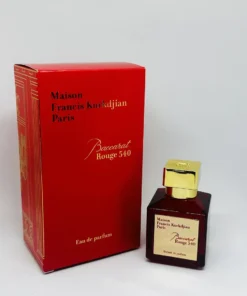 Maison
Francis Kurkdjian
Paris
Baccarat
Rouge 540
Eau de parfum
Maison
Francis Kurkdjian
Paris
Baccarat
Rouge 540